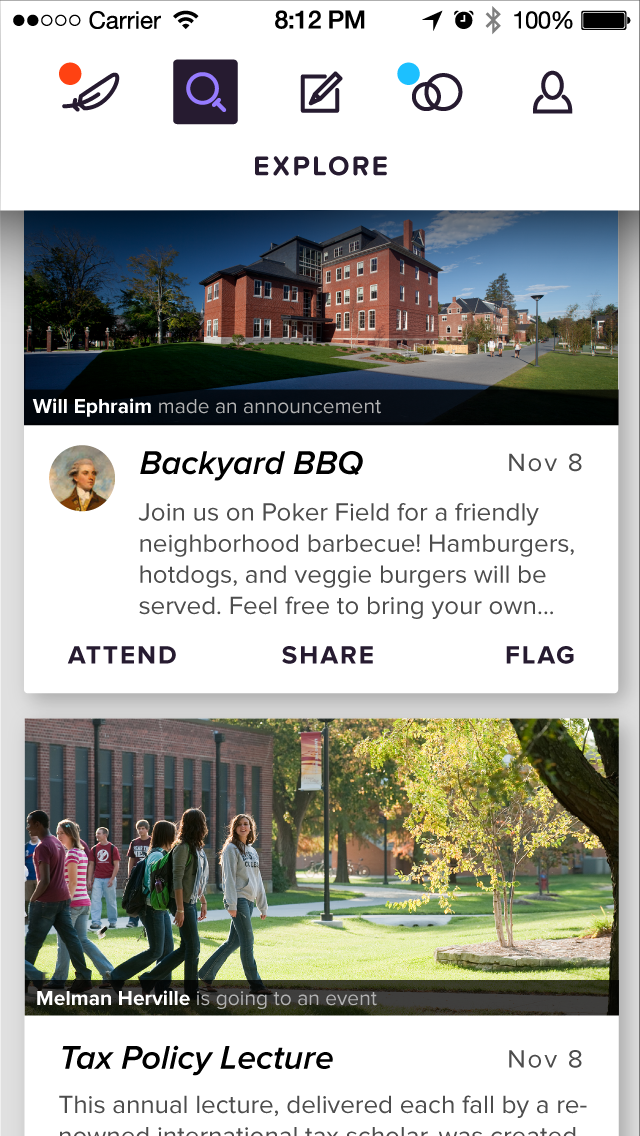 Carrier 8:12 PM 100%
EXPLORE
Will Ephraim made an announcement
Backyard BBQ Nov 8
Join us on Poker Field for a friendly
neighborhood barbecue! Hamburgers,
hotdogs, and veggie burgers will be
served. Feel free to bring your own...
ATTEND SHARE FLAG
Melman Herville is going to an event
Tax Policy Lecture Nov 8
This annual lecture, delivered each fall by a re-
nowned international tax scholar, was created